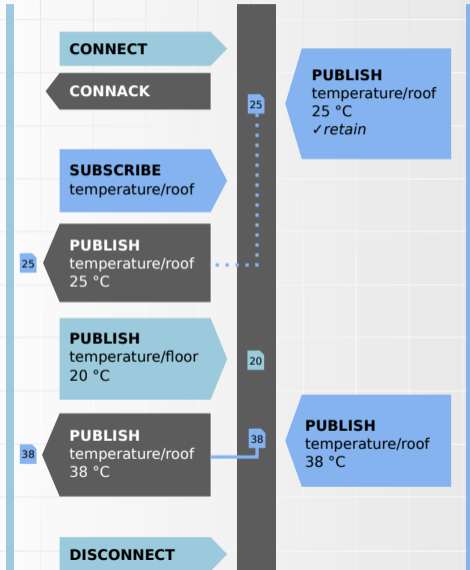 CONNECT
CONNACK
25
PUBLISH
temperature/roof
25 °C
✓retain
SUBSCRIBE
temperature/roof
25
PUBLISH
temperature/roof
25 °C
PUBLISH
temperature/floor
20 °C
20
38
PUBLISH
temperature/roof
38 °C
38
PUBLISH
temperature/roof
38 °C
DISCONNECT